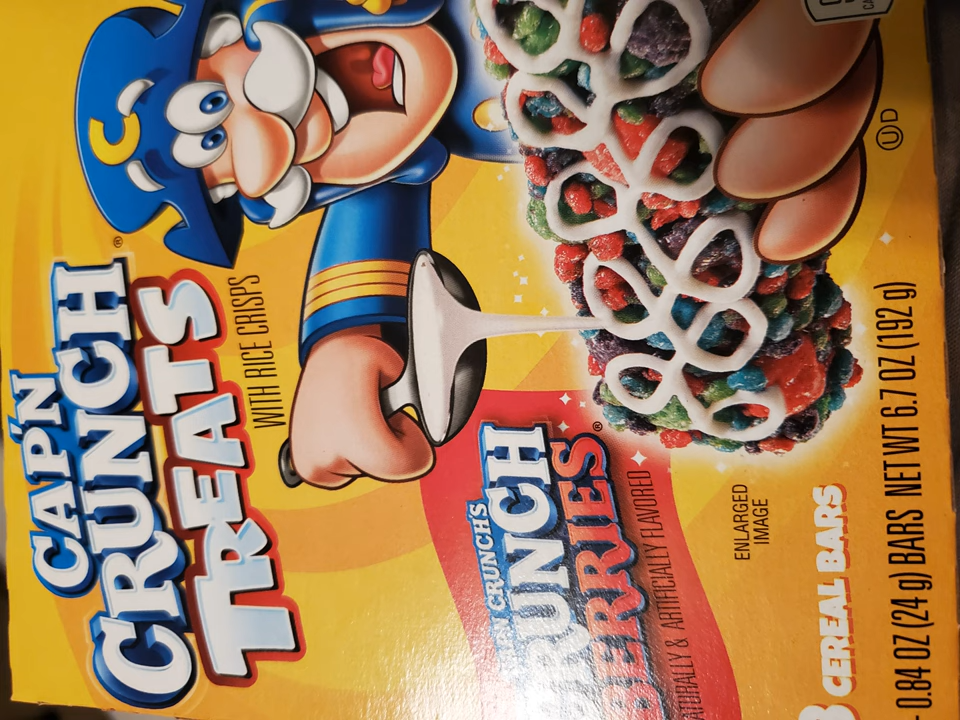 CAP'N
CRUNCH®
TREATS
WITH RICE CRISPS
CRUNCH'S
CRUNCH
BERRIES®
NATURALLY & ARTIFICIALLY FLAVORED
ENLARGED
IMAGE
8 CEREAL BARS
- 0.84 OZ (24 g) BARS NET WT 6.7 OZ (192 g)
U D
C